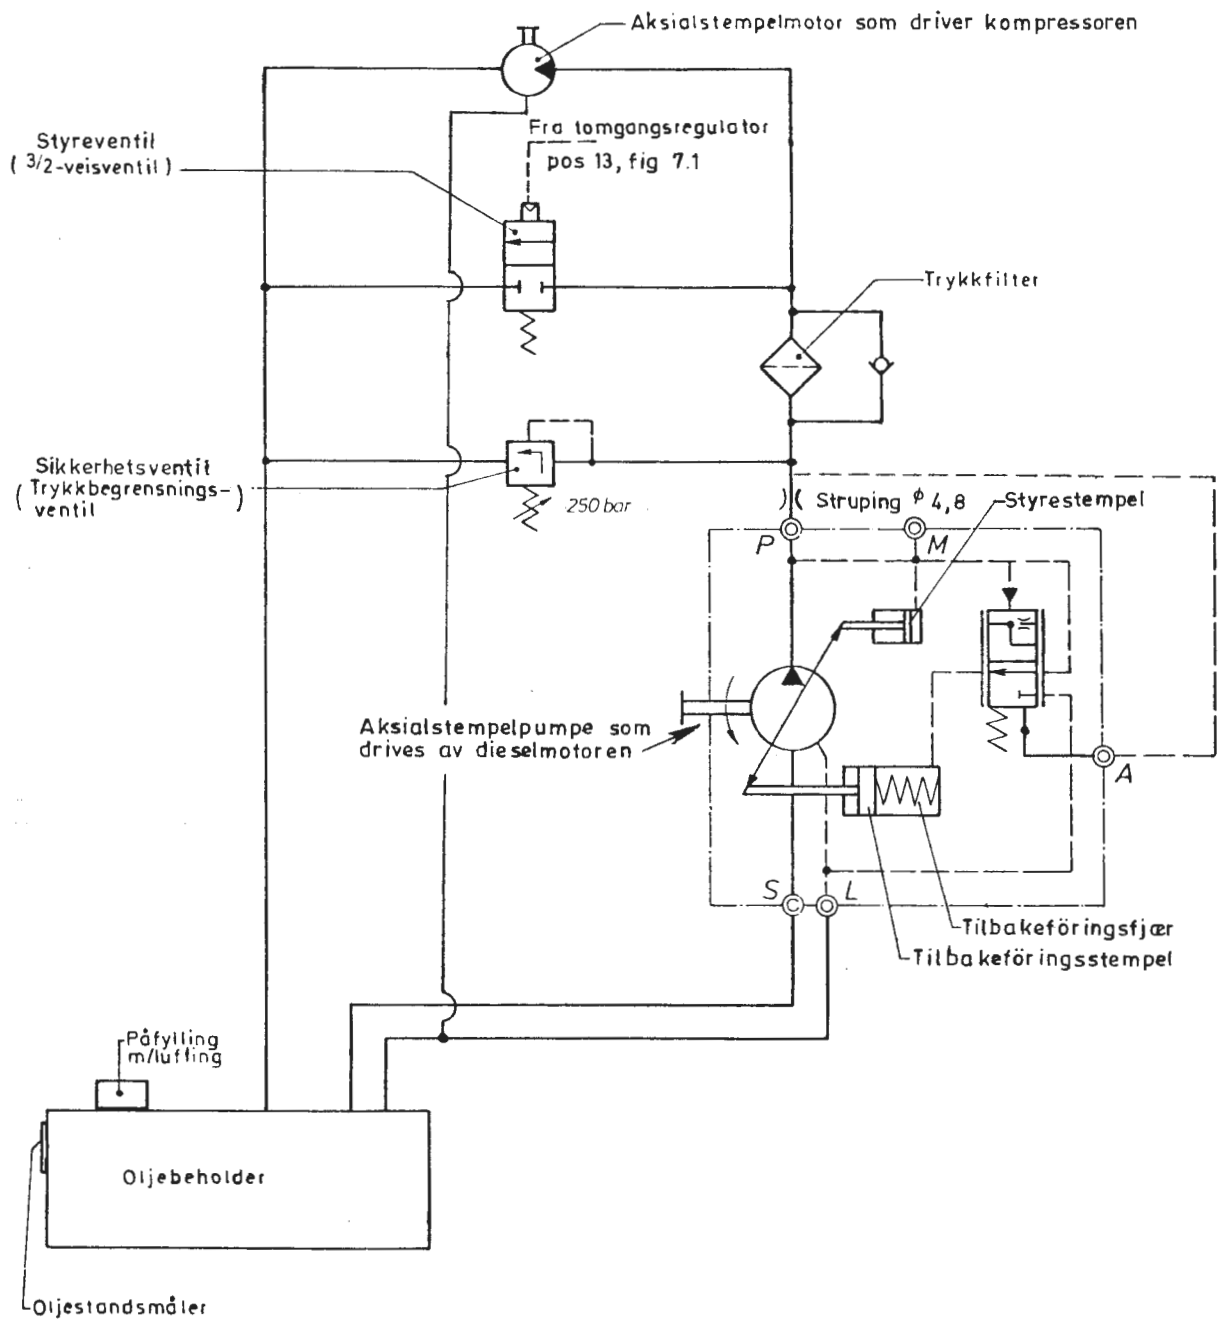 Aksialstempelmotor som driver kompressoren
Fra tomgangsregulator
pos 13, fig 7.1
Styreventil
( 3/2-veisventil )
Trykkfilter
Sikkerhetsventil
( Trykkbegrensnings- )
ventil
250 bar
)( Struping ϕ 4,8
Styrestempel
P
M
Aksialstempelpumpe som
drives av dieselmotoren
A
S
L
Tilbakeföringsfjær
Tilbakeföringsstempel
Påfylling
m/lufting
Oljebeholder
Oljestandsmåler